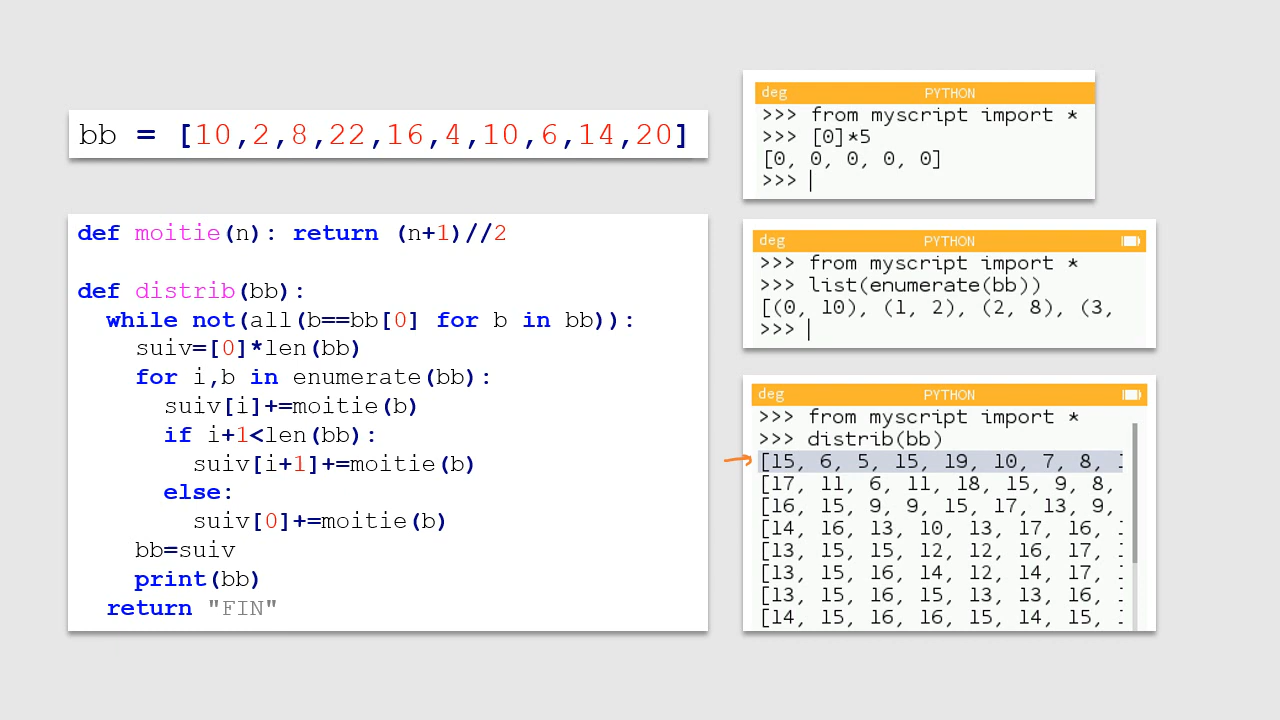 bb = [10,2,8,22,16,4,10,6,14,20]
def moitie(n): return (n+1)//2
def distrib(bb):
while not(all(b==bb[0] for b in bb)):
suiv=[0]*len(bb)
for i,b in enumerate(bb):
suiv[i]+=moitie(b)
if i+1<len(bb):
suiv[i+1]+=moitie(b)
else:
suiv[0]+=moitie(b)
bb=suiv
print(bb)
return "FIN"
deg PYTHON
>>> from myscript import *
>>> [0]*5
[0, 0, 0, 0, 0]
>>>
deg PYTHON
>>> from myscript import *
>>> list(enumerate(bb))
[(0, 10), (1, 2), (2, 8), (3,
>>>
deg PYTHON
>>> from myscript import *
>>> distrib(bb)
[15, 6, 5, 15, 19, 10, 7, 8,
[17, 11, 6, 11, 18, 15, 9, 8,
[16, 15, 9, 9, 15, 17, 13, 9,
[14, 16, 13, 10, 13, 17, 16,
[13, 15, 15, 12, 12, 16, 17,
[13, 15, 16, 14, 12, 14, 17,
[13, 15, 16, 15, 13, 13, 16,
[14, 15, 16, 16, 15, 14, 15,